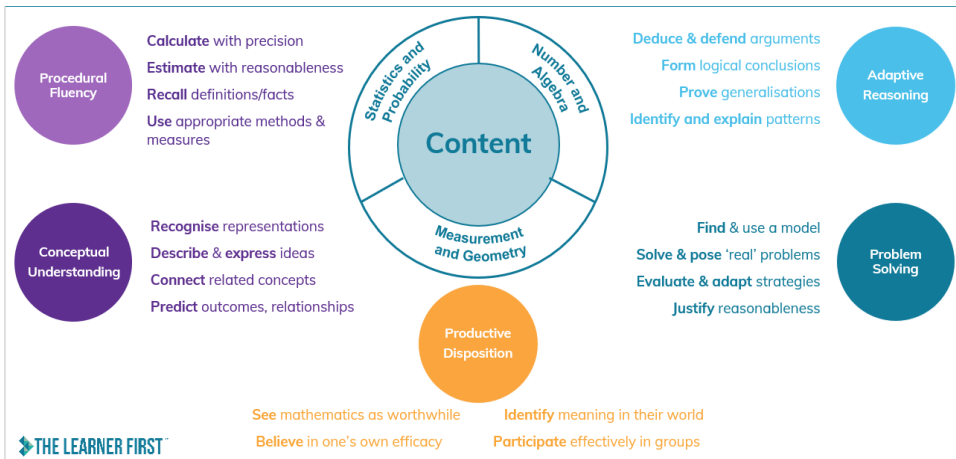 Procedural
Fluency
Calculate with precision
Estimate with reasonableness
Recall definitions/facts
Use appropriate methods &
measures
Statistics and
Probability
Number and
Algebra
Content
Measurement
and Geometry
Deduce & defend arguments
Form logical conclusions
Prove generalisations
Identify and explain patterns
Adaptive
Reasoning
Conceptual
Understanding
Recognise representations
Describe & express ideas
Connect related concepts
Predict outcomes, relationships
Find & use a model
Solve & pose ‘real’ problems
Evaluate & adapt strategies
Justify reasonableness
Problem
Solving
Productive
Disposition
See mathematics as worthwhile
Believe in one’s own efficacy
Identify meaning in their world
Participate effectively in groups
THE LEARNER FIRST™